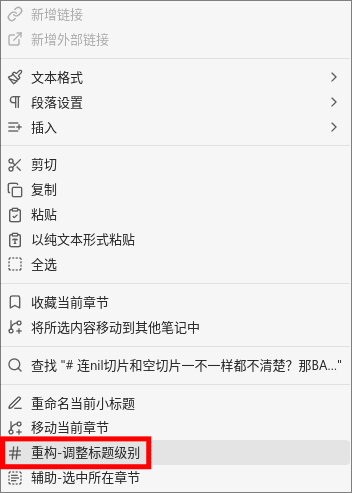 新增链接
新增外部链接
文本格式
段落设置
插入
剪切
复制
粘贴
以纯文本形式粘贴
全选
收藏当前章节
将所选内容移动到其他笔记中
查找 "# 连nil切片和空切片一不一样都不清楚？那BA..."
重命名当前小标题
移动当前章节
重构-调整标题级别
辅助-选中所在章节